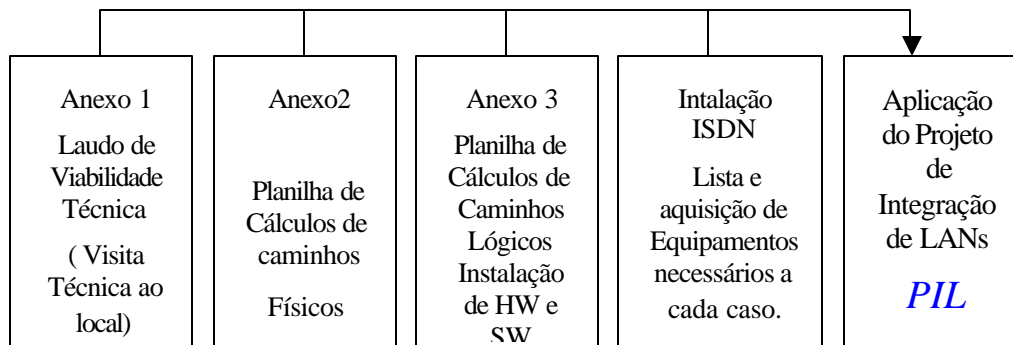 Anexo 1
Laudo de
Viabilidade
Técnica
( Visita
Técnica ao
local)
Anexo2
Planilha de
Cálculos de
caminhos
Físicos
Anexo 3
Planilha de
Cálculos de
Caminhos
Lógicos
Instalação
de HW e
SW
Intalação
ISDN
Lista e
aquisição de
Equipamentos
necessários a
cada caso.
Aplicação
do Projeto
de
Integração
de LANs
PIL